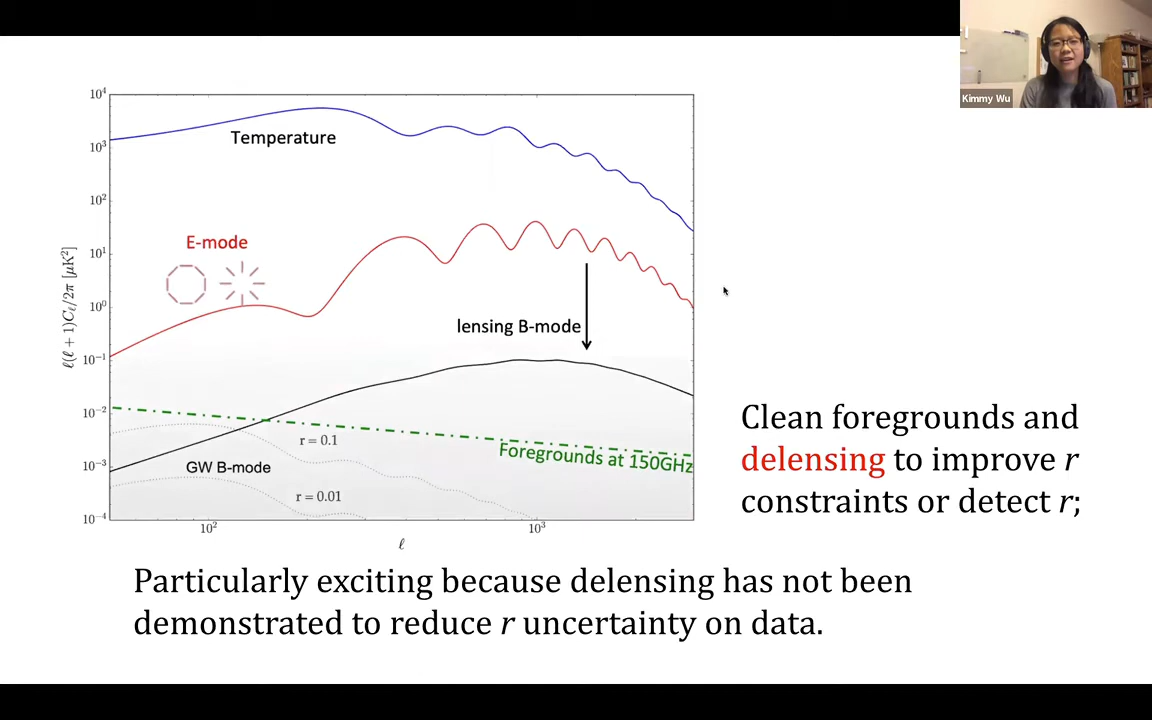 Kimmy Wu
10⁴
10³
10²
10¹
10⁰
10⁻¹
10⁻²
10⁻³
10⁻⁴
ℓ(ℓ + 1)Cℓ/2π [μK²]
Temperature
E-mode
lensing B-mode
r = 0.1
Foregrounds at 150GHz
GW B-mode
r = 0.01
10²
10³
ℓ
Clean foregrounds and
delensing to improve r
constraints or detect r;
Particularly exciting because delensing has not been
demonstrated to reduce r uncertainty on data.